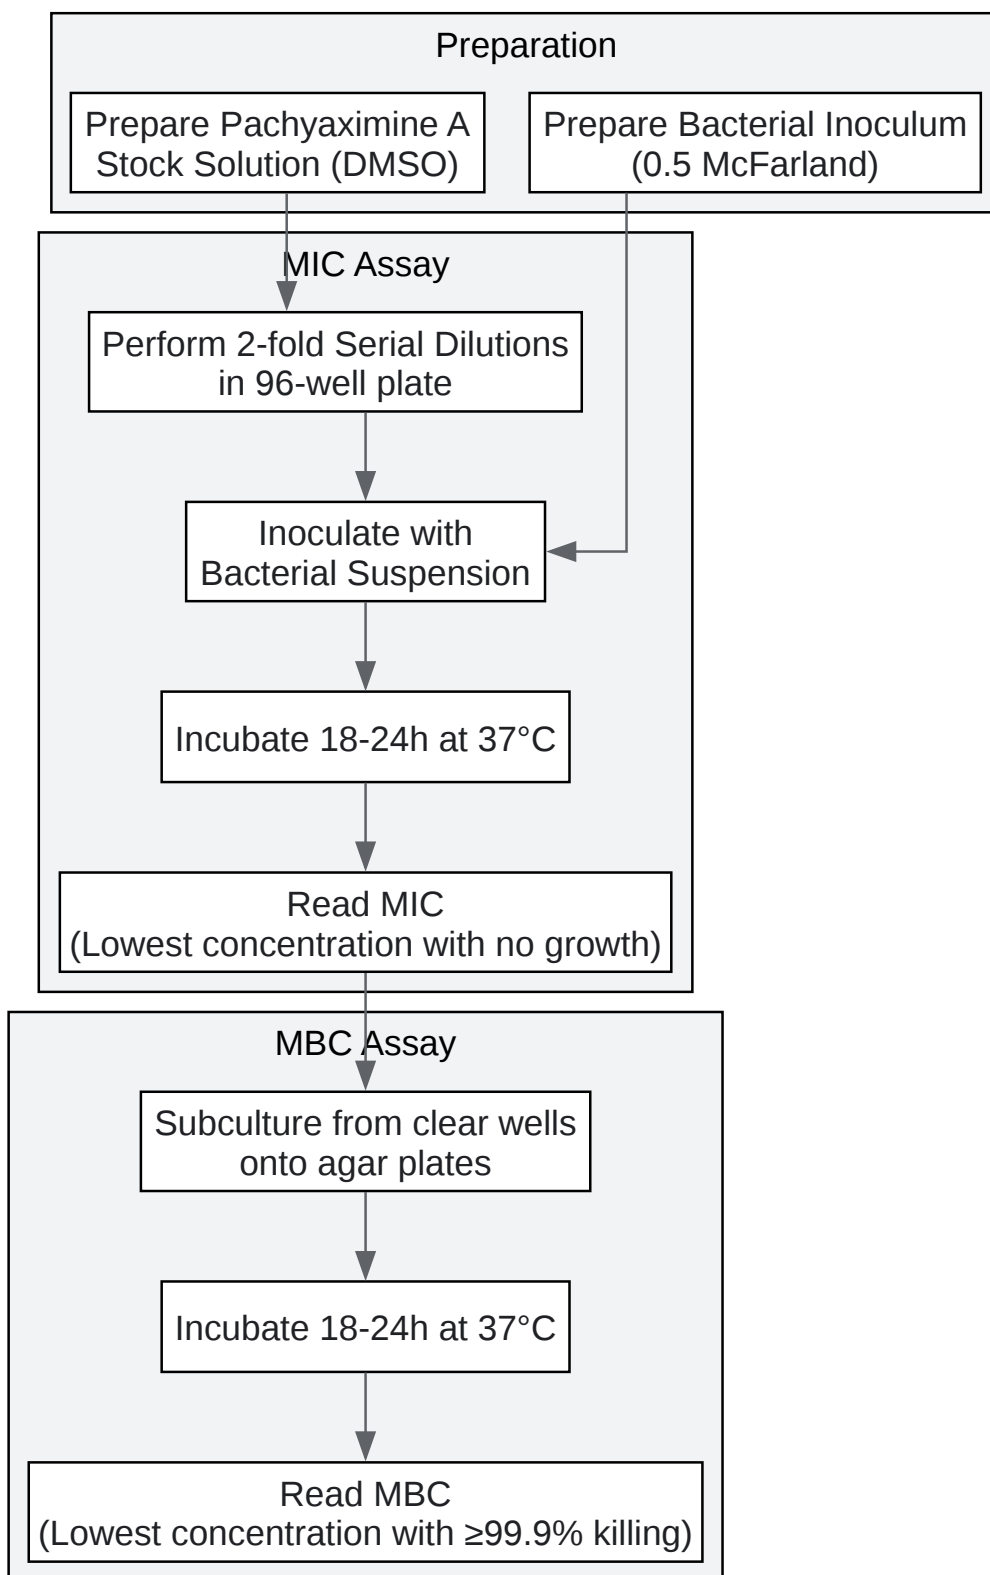 Preparation
Prepare Pachyaximine A
Stock Solution (DMSO)
Prepare Bacterial Inoculum
(0.5 McFarland)
MIC Assay
Perform 2-fold Serial Dilutions
in 96-well plate
Inoculate with
Bacterial Suspension
Incubate 18-24h at 37°C
Read MIC
(Lowest concentration with no growth)
MBC Assay
Subculture from clear wells
onto agar plates
Incubate 18-24h at 37°C
Read MBC
(Lowest concentration with ≥99.9% killing)